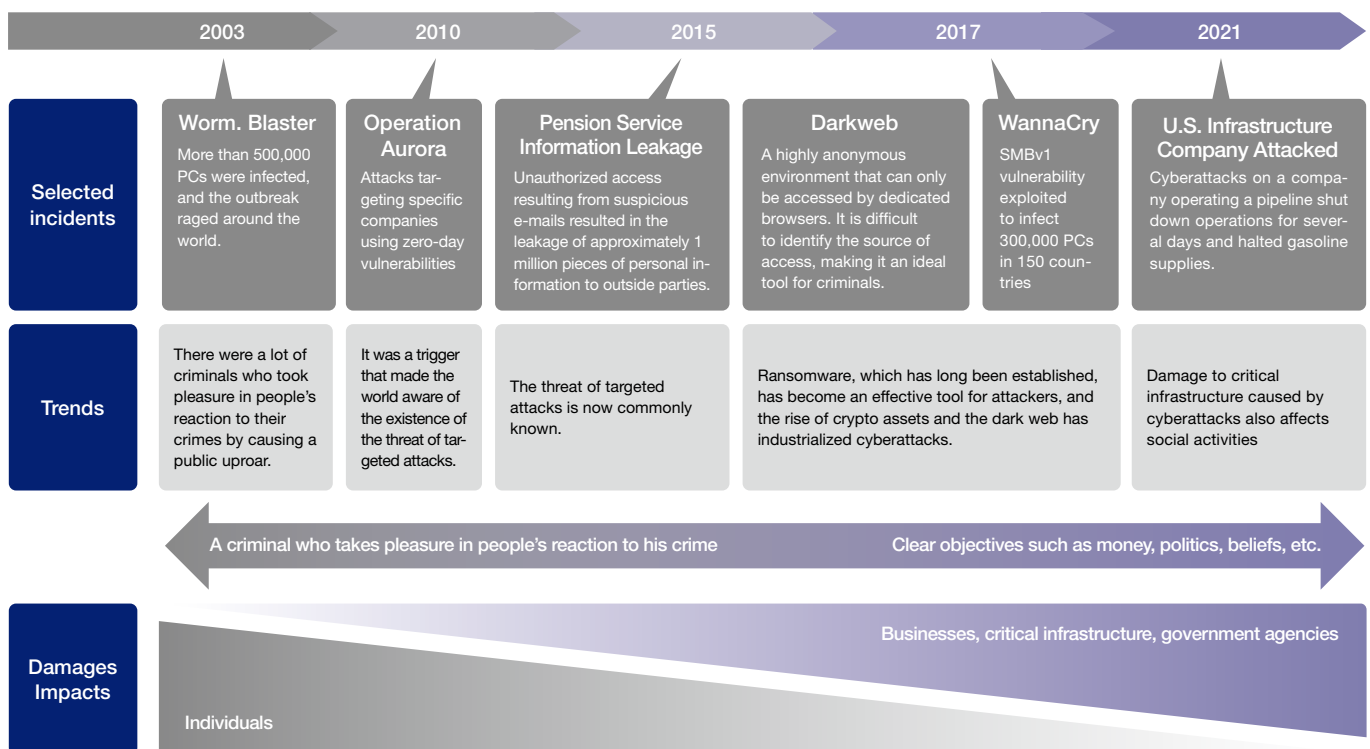 2003
2010
2015
2017
2021
Selected
incidents
Worm. Blaster
More than 500,000
PCs were infected,
and the outbreak
raged around the
world.
Operation
Aurora
Attacks tar-
geting specific
companies
using zero-day
vulnerabilities
Pension Service
Information Leakage
Unauthorized access
resulting from suspicious
e-mails resulted in the
leakage of approximately 1
million pieces of personal in-
formation to outside parties.
Darkweb
A highly anonymous
environment that can only
be accessed by dedicated
browsers. It is difficult
to identify the source of
access, making it an ideal
tool for criminals.
WannaCry
SMBv1
vulnerability
exploited
to infect
300,000 PCs
in 150 coun-
tries
U.S. Infrastructure
Company Attacked
Cyberattacks on a compa-
ny operating a pipeline shut
down operations for sever-
al days and halted gasoline
supplies.
Trends
There were a lot of
criminals who took
pleasure in people's
reaction to their
crimes by causing a
public uproar.
It was a trigger
that made the
world aware of
the existence of
the threat of tar-
geted attacks.
The threat of targeted
attacks is now commonly
known.
Ransomware, which has long been established,
has become an effective tool for attackers, and
the rise of crypto assets and the dark web has
industrialized cyberattacks.
Damage to critical
infrastructure caused by
cyberattacks also affects
social activities
A criminal who takes pleasure in people's reaction to his crime
Clear objectives such as money, politics, beliefs, etc.
Damages
Impacts
Businesses, critical infrastructure, government agencies
Individuals